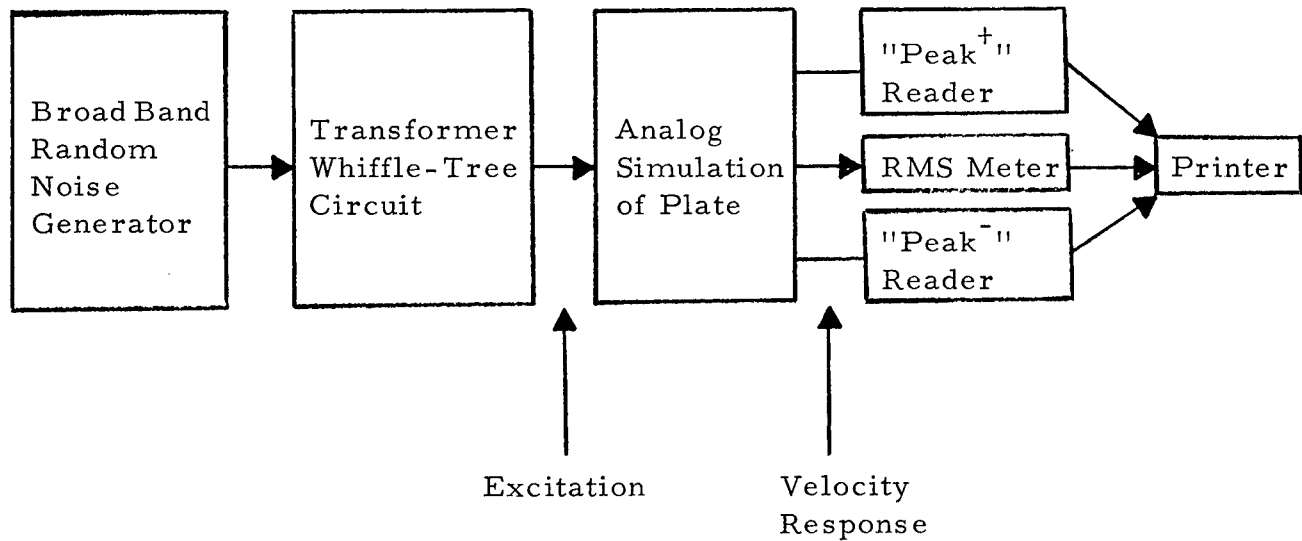 Broad Band
Random
Noise
Generator
Transformer
Whiffle-Tree
Circuit
Analog
Simulation
of Plate
"Peak⁺"
Reader
RMS Meter
"Peak⁻"
Reader
Printer
Excitation
Velocity
Response